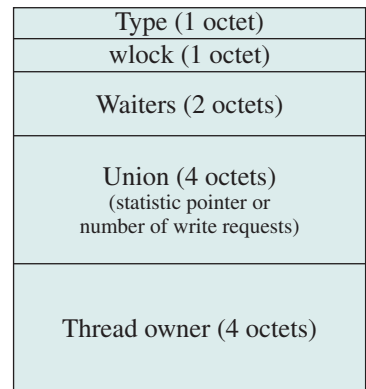 Type (1 octet)
wlock (1 octet)
Waiters (2 octets)
Union (4 octets)
(statistic pointer or
number of write requests)
Thread owner (4 octets)